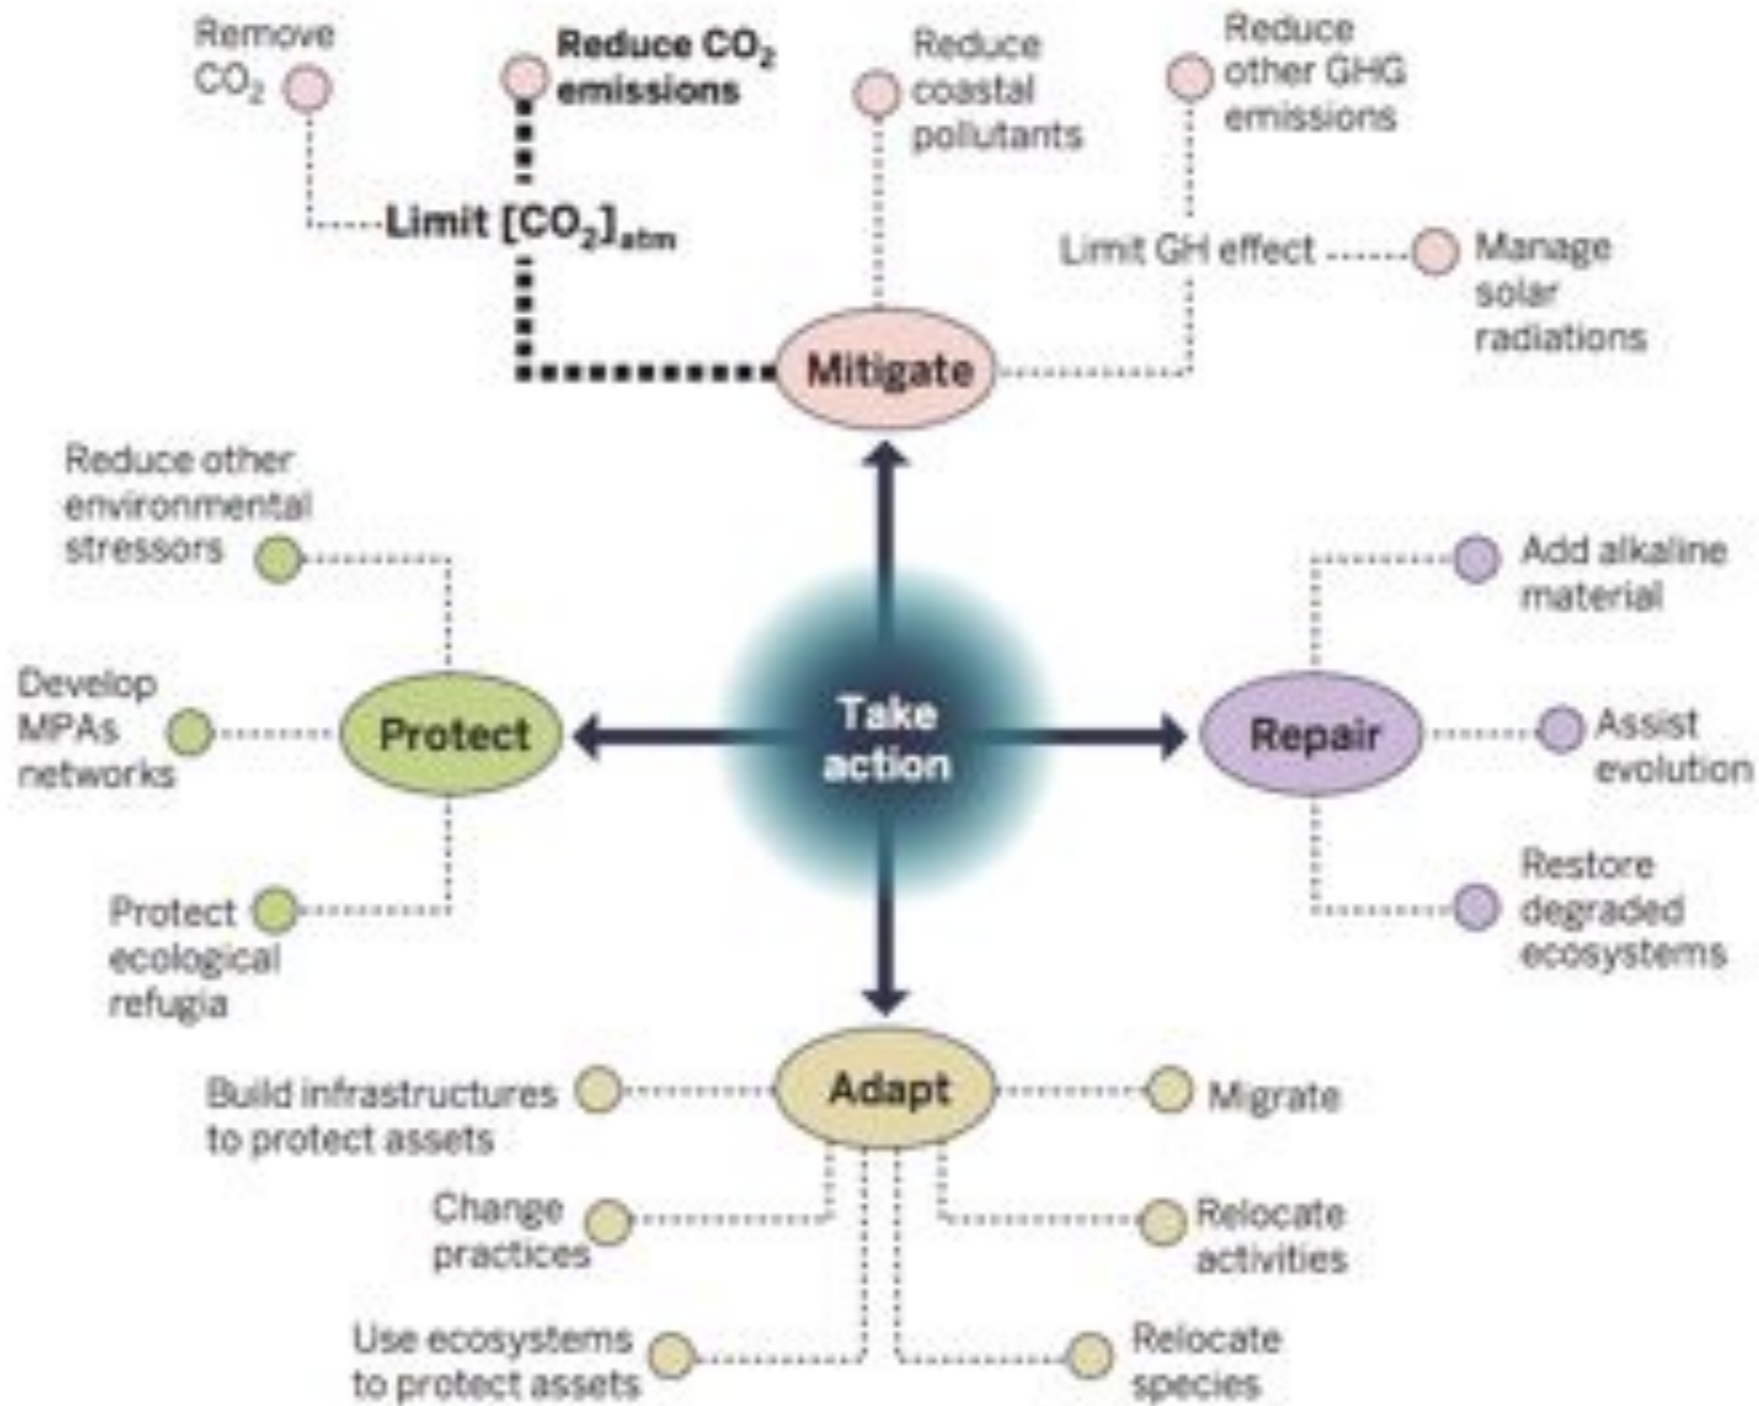 Remove
CO₂
Reduce CO₂
emissions
Reduce
coastal
pollutants
Reduce
other GHG
emissions
Limit [CO₂]atm
Limit GH effect
Manage
solar
radiations
Mitigate
Reduce other
environmental
stressors
Develop
MPAs
networks
Protect
Protect
ecological
refugia
Take
action
Repair
Add alkaline
material
Assist
evolution
Restore
degraded
ecosystems
Adapt
Build infrastructures
to protect assets
Change
practices
Use ecosystems
to protect assets
Migrate
Relocate
activities
Relocate
species